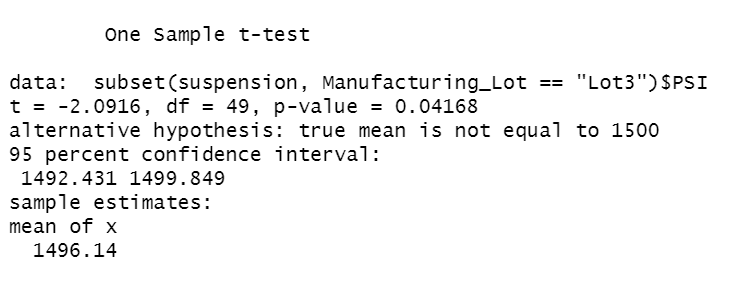 One Sample t-test
data:  subset(suspension, Manufacturing_Lot == "Lot3")$PSI
t = -2.0916, df = 49, p-value = 0.04168
alternative hypothesis: true mean is not equal to 1500
95 percent confidence interval:
1492.431 1499.849
sample estimates:
mean of x
1496.14